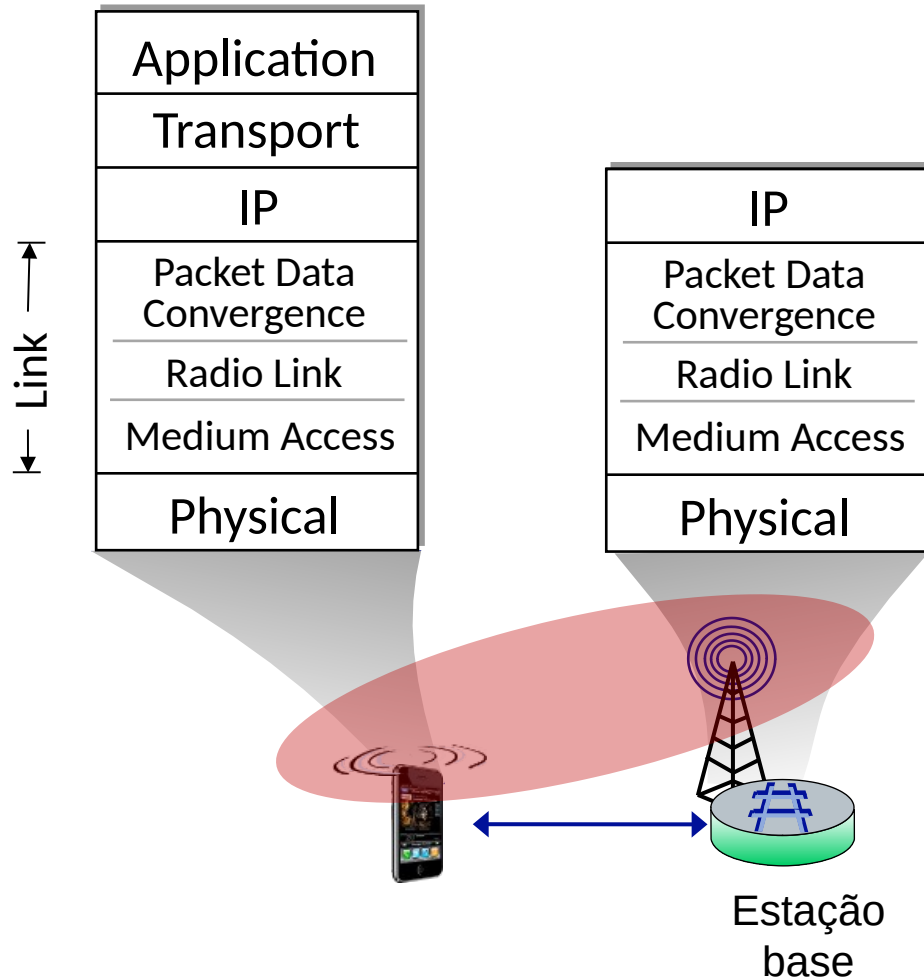 Application
Transport
IP
Packet Data
Convergence
Radio Link
Medium Access
Physical
Link
IP
Packet Data
Convergence
Radio Link
Medium Access
Physical
Estação
base